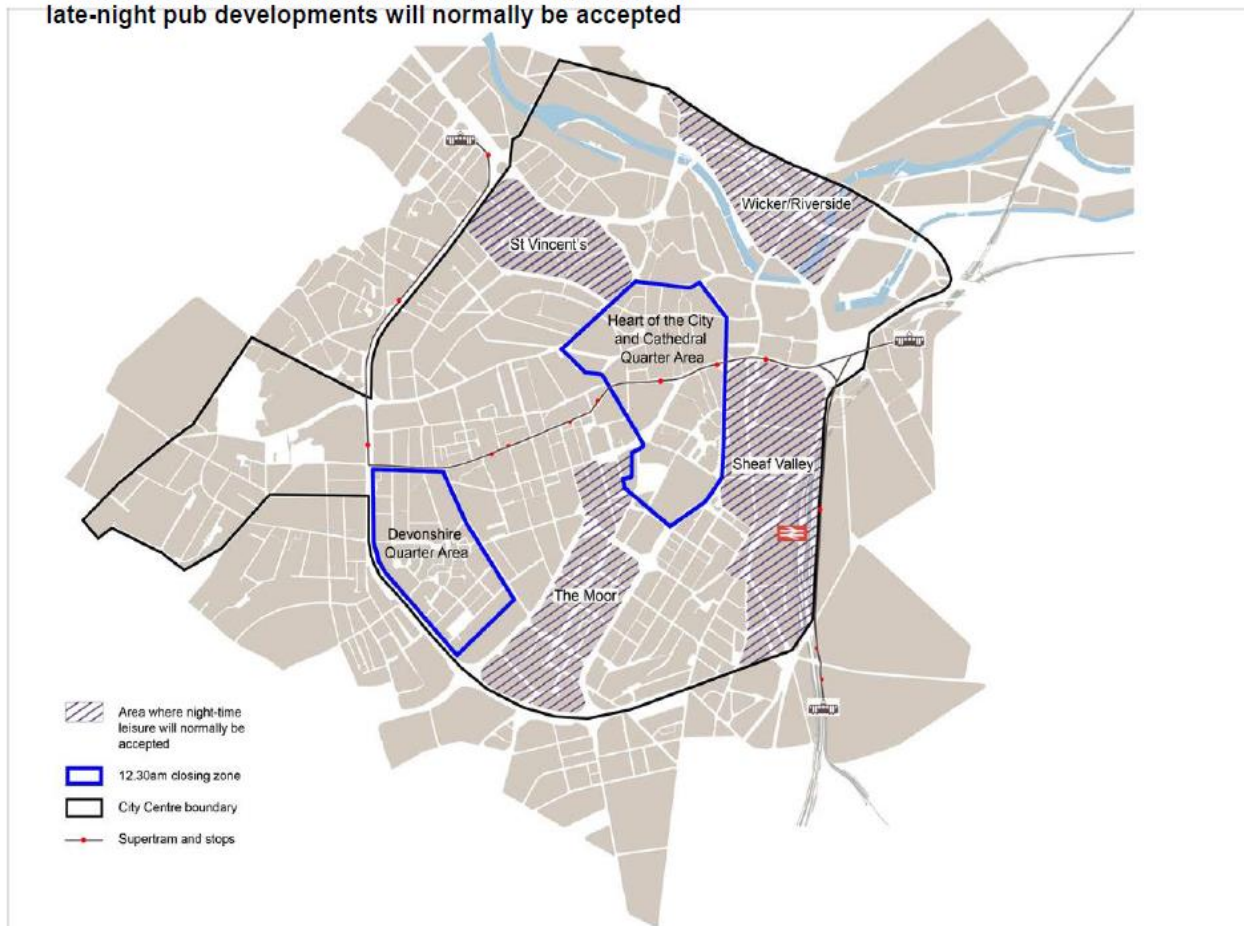 late-night pub developments will normally be accepted
Wicker/Riverside
St Vincent's
Heart of the City
and Cathedral
Quarter Area
Sheaf Valley
Devonshire
Quarter Area
The Moor
Area where night-time
leisure will normally be
accepted
12.30am closing zone
City Centre boundary
Supertram and stops